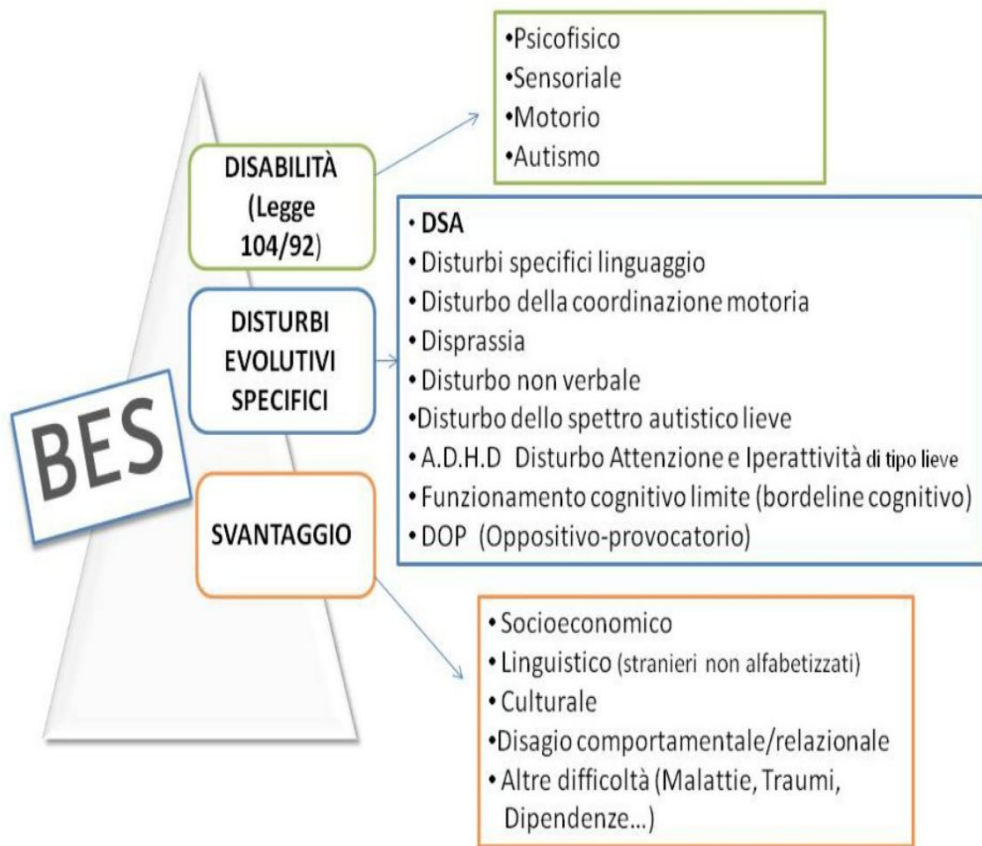 BES
DISABILITÀ
(Legge
104/92)
•Psicofisico
•Sensoriale
•Motorio
•Autismo
DISTURBI
EVOLUTIVI
SPECIFICI
• DSA
• Disturbi specifici linguaggio
• Disturbo della coordinazione motoria
• Disprassia
• Disturbo non verbale
•Disturbo dello spettro autistico lieve
• A.D.H.D Disturbo Attenzione e Iperattività di tipo lieve
• Funzionamento cognitivo limite (bordeline cognitivo)
• DOP (Oppositivo-provocatorio)
SVANTAGGIO
• Socioeconomico
• Linguistico (stranieri non alfabetizzati)
• Culturale
•Disagio comportamentale/relazionale
• Altre difficoltà (Malattie, Traumi,
Dipendenze...)